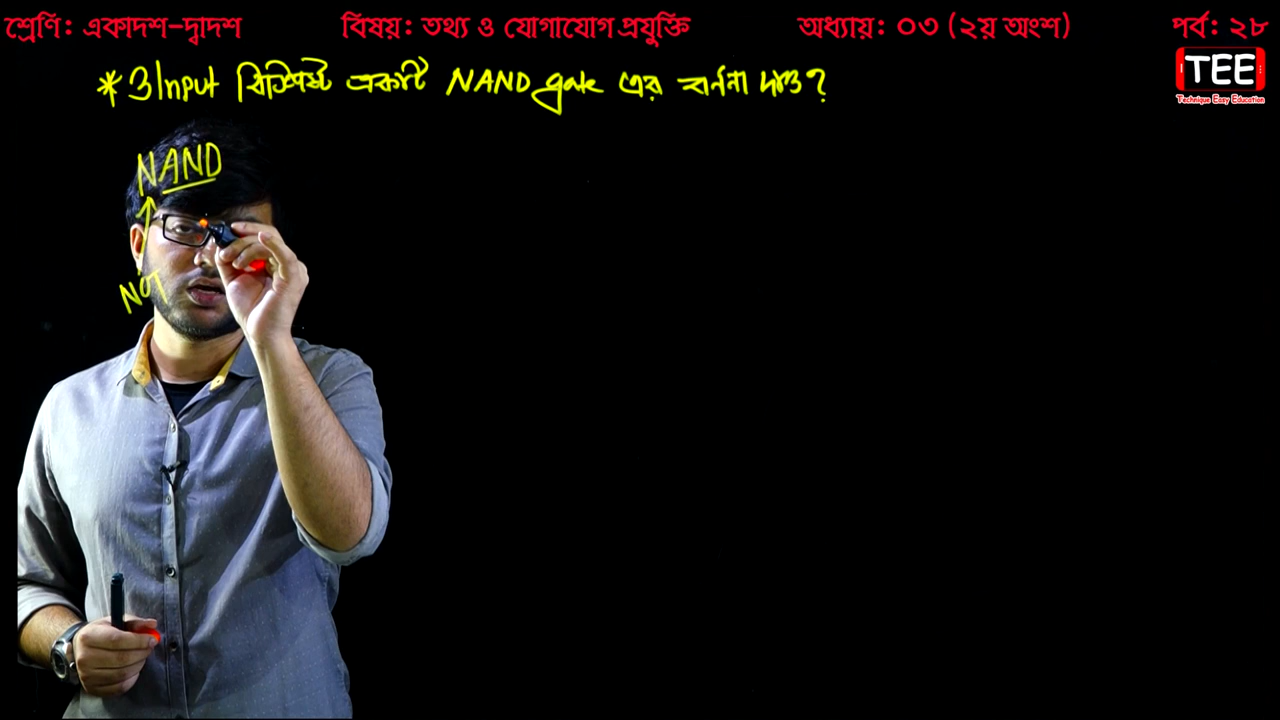 শ্রেণি: একাদশ-দ্বাদশ বিষয়: তথ্য ও যোগাযোগ প্রযুক্তি অধ্যায়: ০৩ (২য় অংশ) পর্ব: ২৮
TEE
Technique Easy Education
* 3 Input বিশিষ্ট একটি NAND gate এর বর্ননা দাও?
NAND
NOT